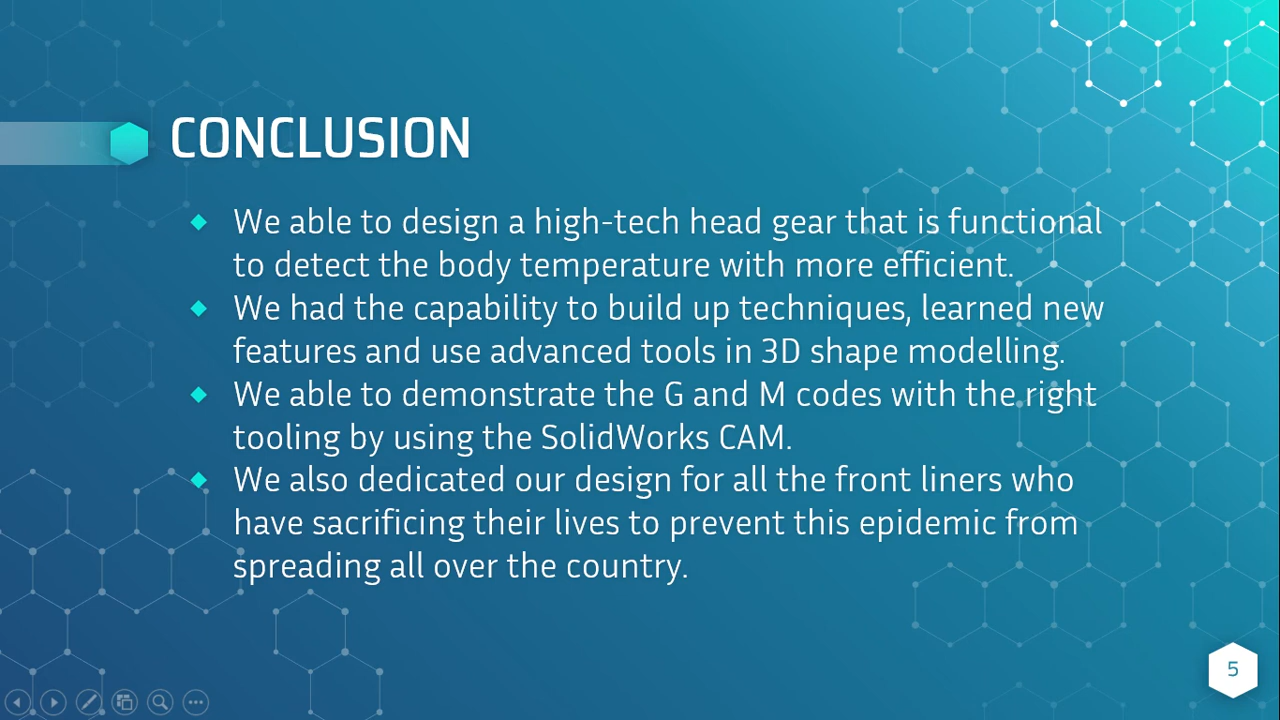 CONCLUSION
We able to design a high-tech head gear that is functional
to detect the body temperature with more efficient.
We had the capability to build up techniques, learned new
features and use advanced tools in 3D shape modelling.
We able to demonstrate the G and M codes with the right
tooling by using the SolidWorks CAM.
We also dedicated our design for all the front liners who
have sacrificing their lives to prevent this epidemic from
spreading all over the country.
5